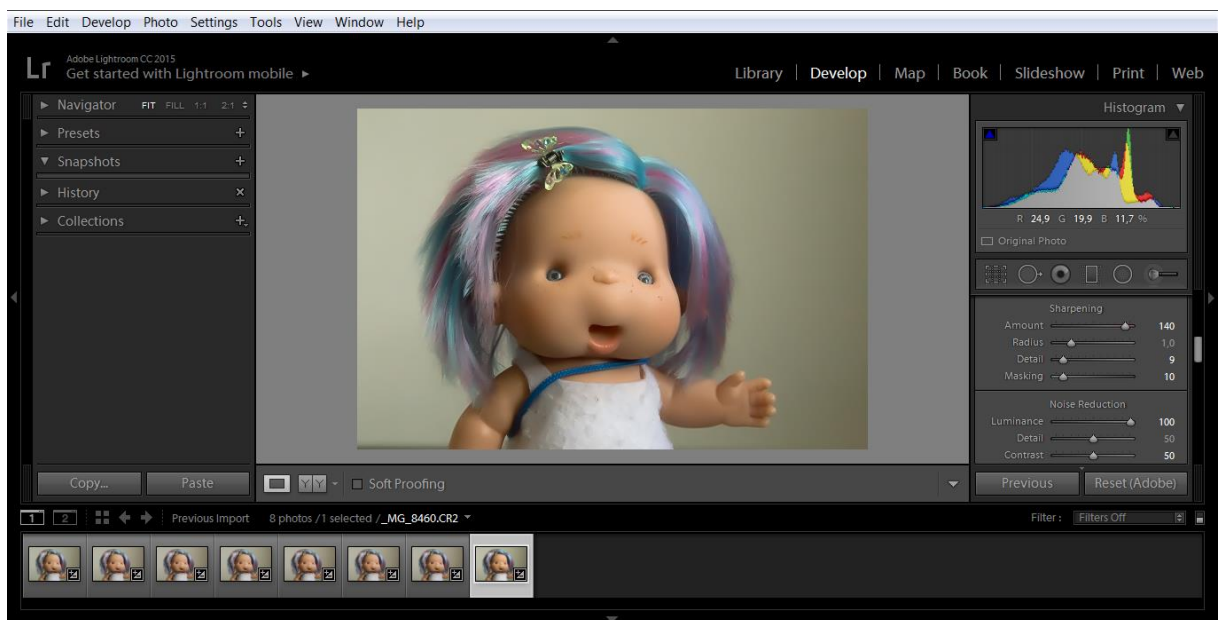 File Edit Develop Photo Settings Tools View Window Help
Lr
Adobe Lightroom CC 2015
Get started with Lightroom mobile
Library | Develop | Map | Book | Slideshow | Print | Web
Navigator FIT FILL 1:1 2:1
Presets
Snapshots
History
Collections
Copy... Paste
Histogram
R 24,9 G 19,9 B 11,7 %
Original Photo
Sharpening
Amount 140
Radius 1,0
Detail 9
Masking 10
Noise Reduction
Luminance 100
Detail 50
Contrast 50
Previous Reset (Adobe)
Y Y Soft Proofing
1 2 Previous Import 8 photos /1 selected /_MG_8460.CR2
Filter : Filters Off